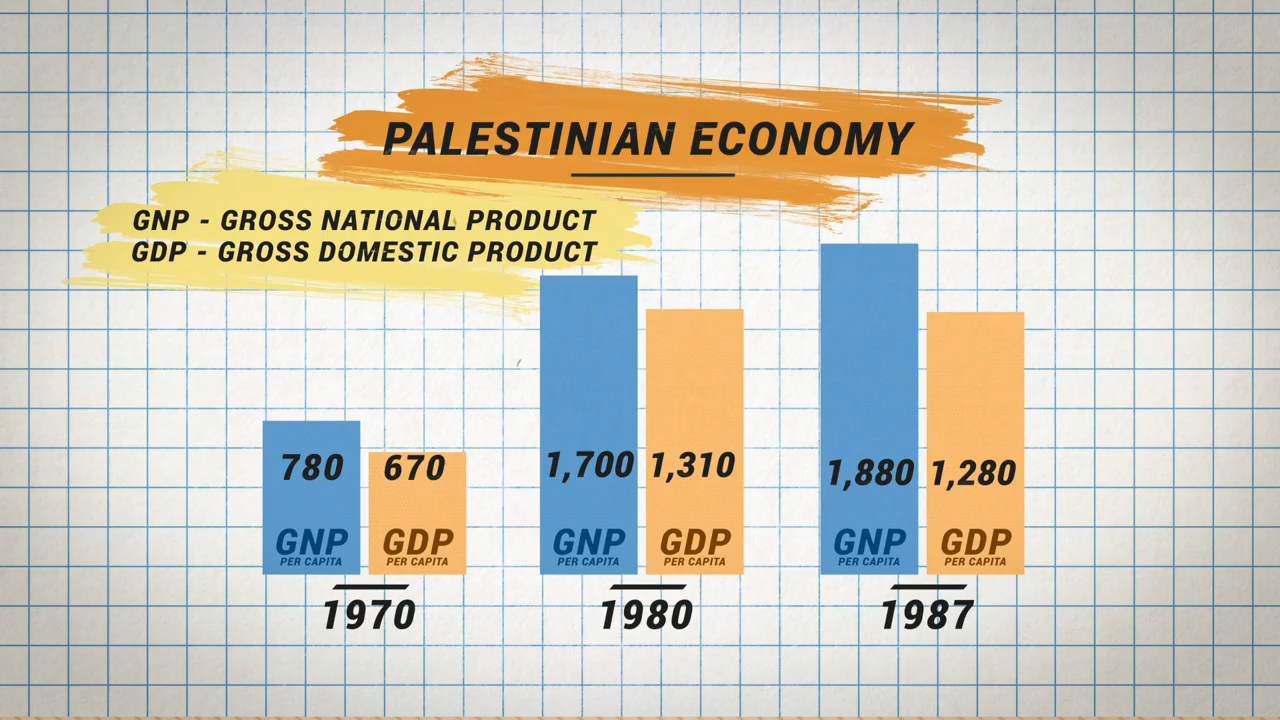 PALESTINIAN ECONOMY
GNP - GROSS NATIONAL PRODUCT
GDP - GROSS DOMESTIC PRODUCT
780
670
GNP
PER CAPITA
GDP
PER CAPITA
1970
1,700
1,310
GNP
PER CAPITA
GDP
PER CAPITA
1980
1,880
1,280
GNP
PER CAPITA
GDP
PER CAPITA
1987